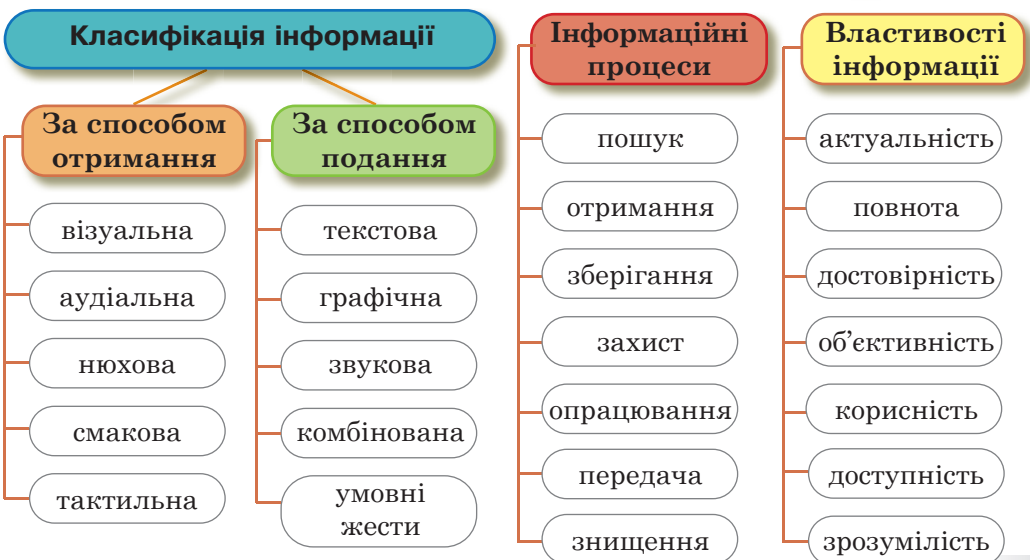 Класифікація інформації
За способом
отримання
візуальна
аудіальна
нюхова
смакова
тактильна
За способом
подання
текстова
графічна
звукова
комбінована
умовні
жести
Інформаційні
процеси
пошук
отримання
зберігання
захист
опрацювання
передача
знищення
Властивості
інформації
актуальність
повнота
достовірність
об’єктивність
корисність
доступність
зрозумілість